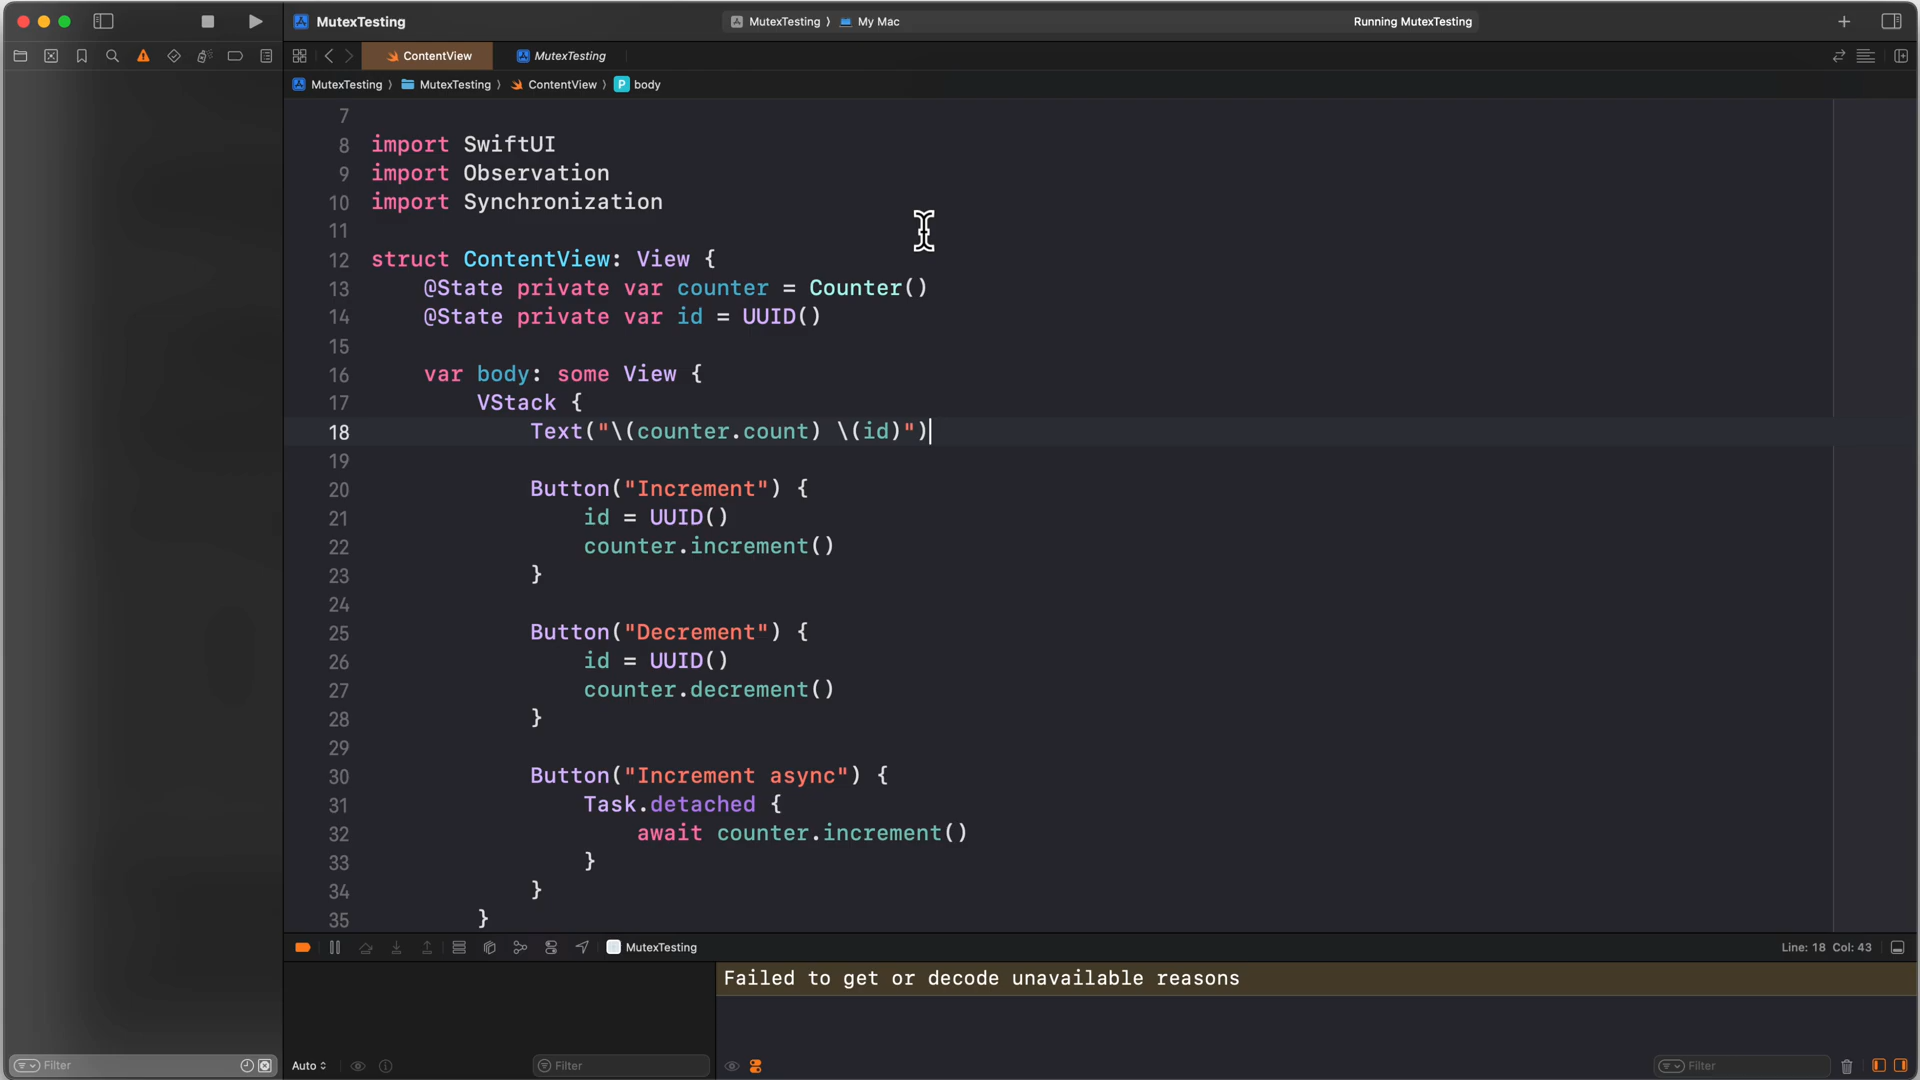 MutexTesting
MutexTesting 〉 My Mac
Running MutexTesting
ContentView
MutexTesting
MutexTesting 〉 MutexTesting 〉 ContentView 〉 P body
7
8 import SwiftUI
9 import Observation
10 import Synchronization
11
12 struct ContentView: View {
13 @State private var counter = Counter()
14 @State private var id = UUID()
15
16 var body: some View {
17 VStack {
18 Text("\(counter.count) \(id)")
19
20 Button("Increment") {
21 id = UUID()
22 counter.increment()
23 }
24
25 Button("Decrement") {
26 id = UUID()
27 counter.decrement()
28 }
29
30 Button("Increment async") {
31 Task.detached {
32 await counter.increment()
33 }
34 }
35 }
MutexTesting
Line: 18 Col: 43
Failed to get or decode unavailable reasons
Filter
Auto
Filter
Filter